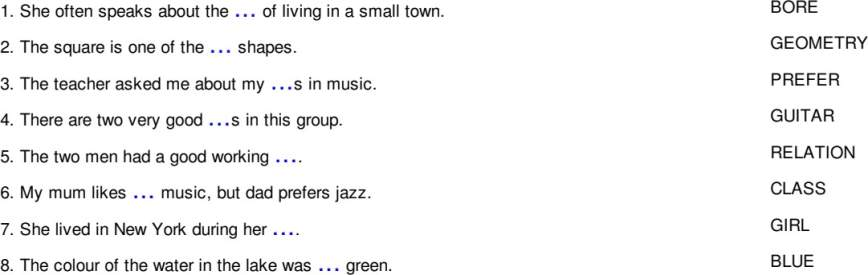 1. She often speaks about the ... of living in a small town. BORE
2. The square is one of the ... shapes. GEOMETRY
3. The teacher asked me about my ...s in music. PREFER
4. There are two very good ...s in this group. GUITAR
5. The two men had a good working .... RELATION
6. My mum likes ... music, but dad prefers jazz. CLASS
7. She lived in New York during her .... GIRL
8. The colour of the water in the lake was ... green. BLUE